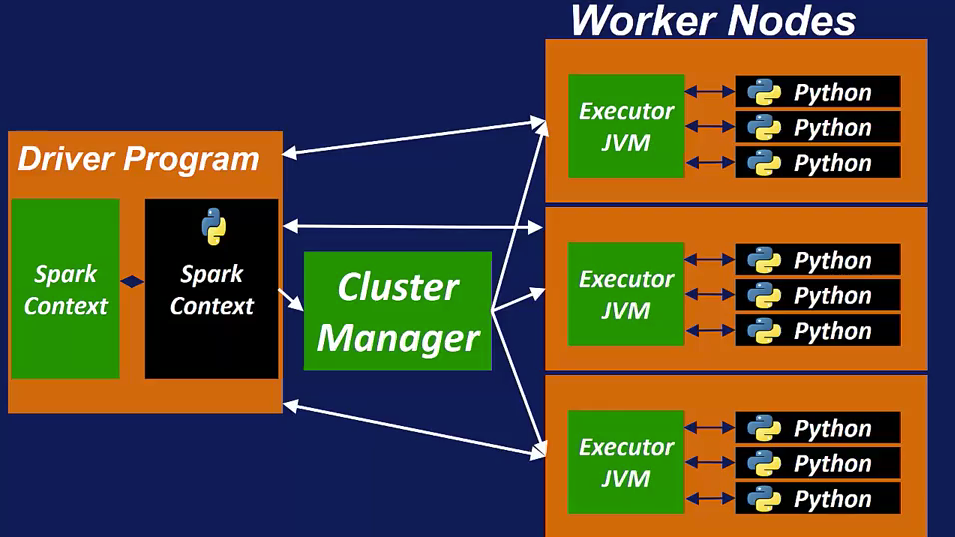 Worker Nodes
Driver Program
Spark
Context
Spark
Context
Cluster
Manager
Executor
JVM
Python
Python
Python
Executor
JVM
Python
Python
Python
Executor
JVM
Python
Python
Python